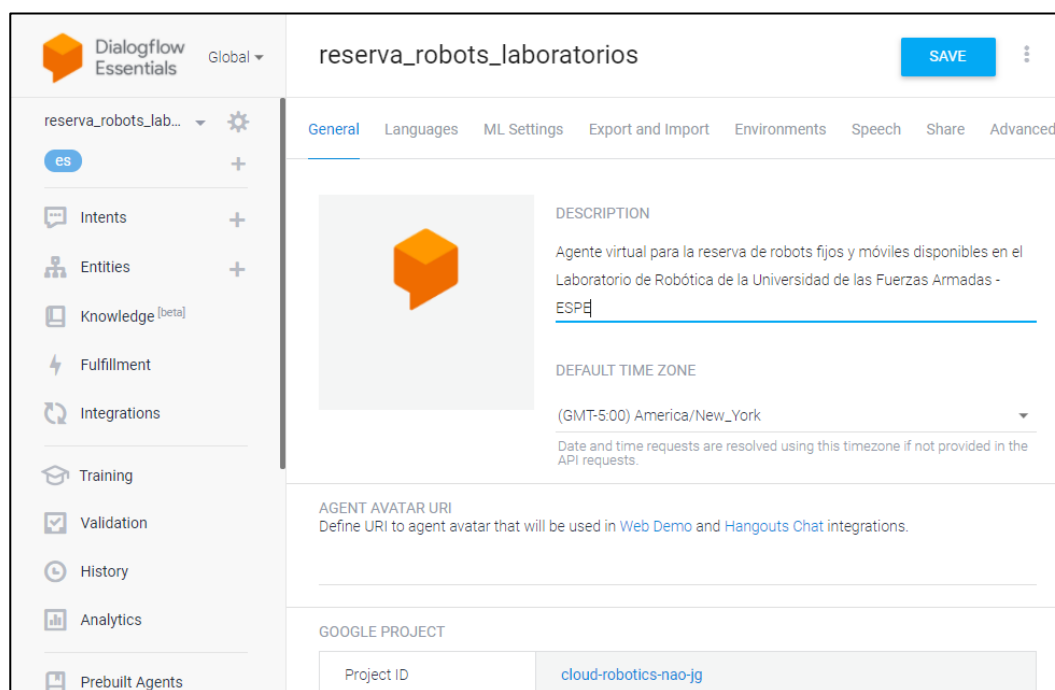 Dialogflow
Essentials
Global
reserva_robots_laboratorios
SAVE
reserva_robots_lab...
es
General Languages ML Settings Export and Import Environments Speech Share Advanced
Intents
Entities
Knowledge [beta]
Fulfillment
Integrations
Training
Validation
History
Analytics
Prebuilt Agents
DESCRIPTION
Agente virtual para la reserva de robots fijos y móviles disponibles en el
Laboratorio de Robótica de la Universidad de las Fuerzas Armadas -
ESPE
DEFAULT TIME ZONE
(GMT-5:00) America/New_York
Date and time requests are resolved using this timezone if not provided in the
API requests.
AGENT AVATAR URI
Define URI to agent avatar that will be used in Web Demo and Hangouts Chat integrations.
GOOGLE PROJECT
Project ID cloud-robotics-nao-jg